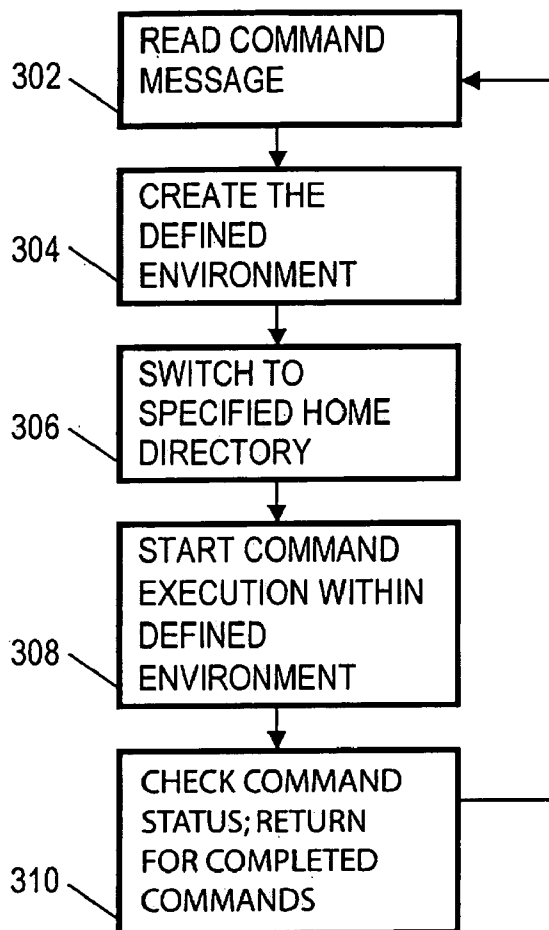 READ COMMAND
MESSAGE
302
CREATE THE
DEFINED
ENVIRONMENT
304
SWITCH TO
SPECIFIED HOME
DIRECTORY
306
START COMMAND
EXECUTION WITHIN
DEFINED
ENVIRONMENT
308
CHECK COMMAND
STATUS; RETURN
FOR COMPLETED
COMMANDS
310